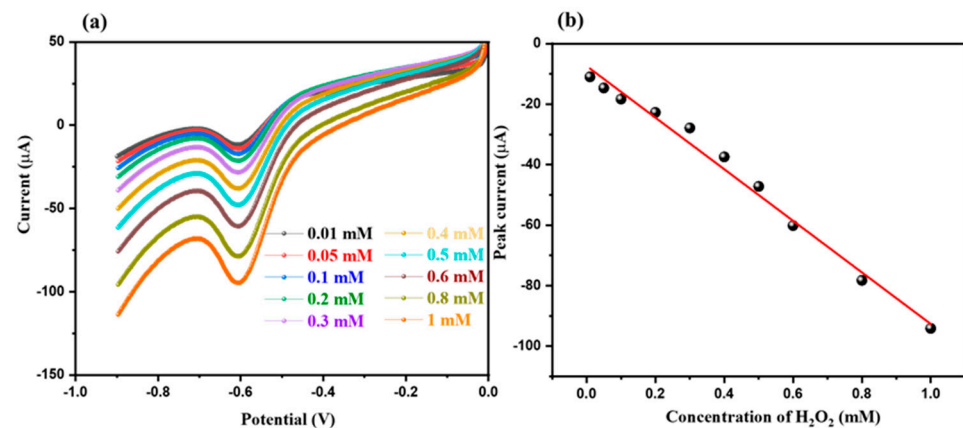 (a)
50
0
-50
-100
-150
Current (μA)
-1.0 -0.8 -0.6 -0.4 -0.2 0.0
Potential (V)
0.01 mM
0.05 mM
0.1 mM
0.2 mM
0.3 mM
0.4 mM
0.5 mM
0.6 mM
0.8 mM
1 mM
(b)
0
-20
-40
-60
-80
-100
Peak current (μA)
0.0 0.2 0.4 0.6 0.8 1.0
Concentration of H₂O₂ (mM)